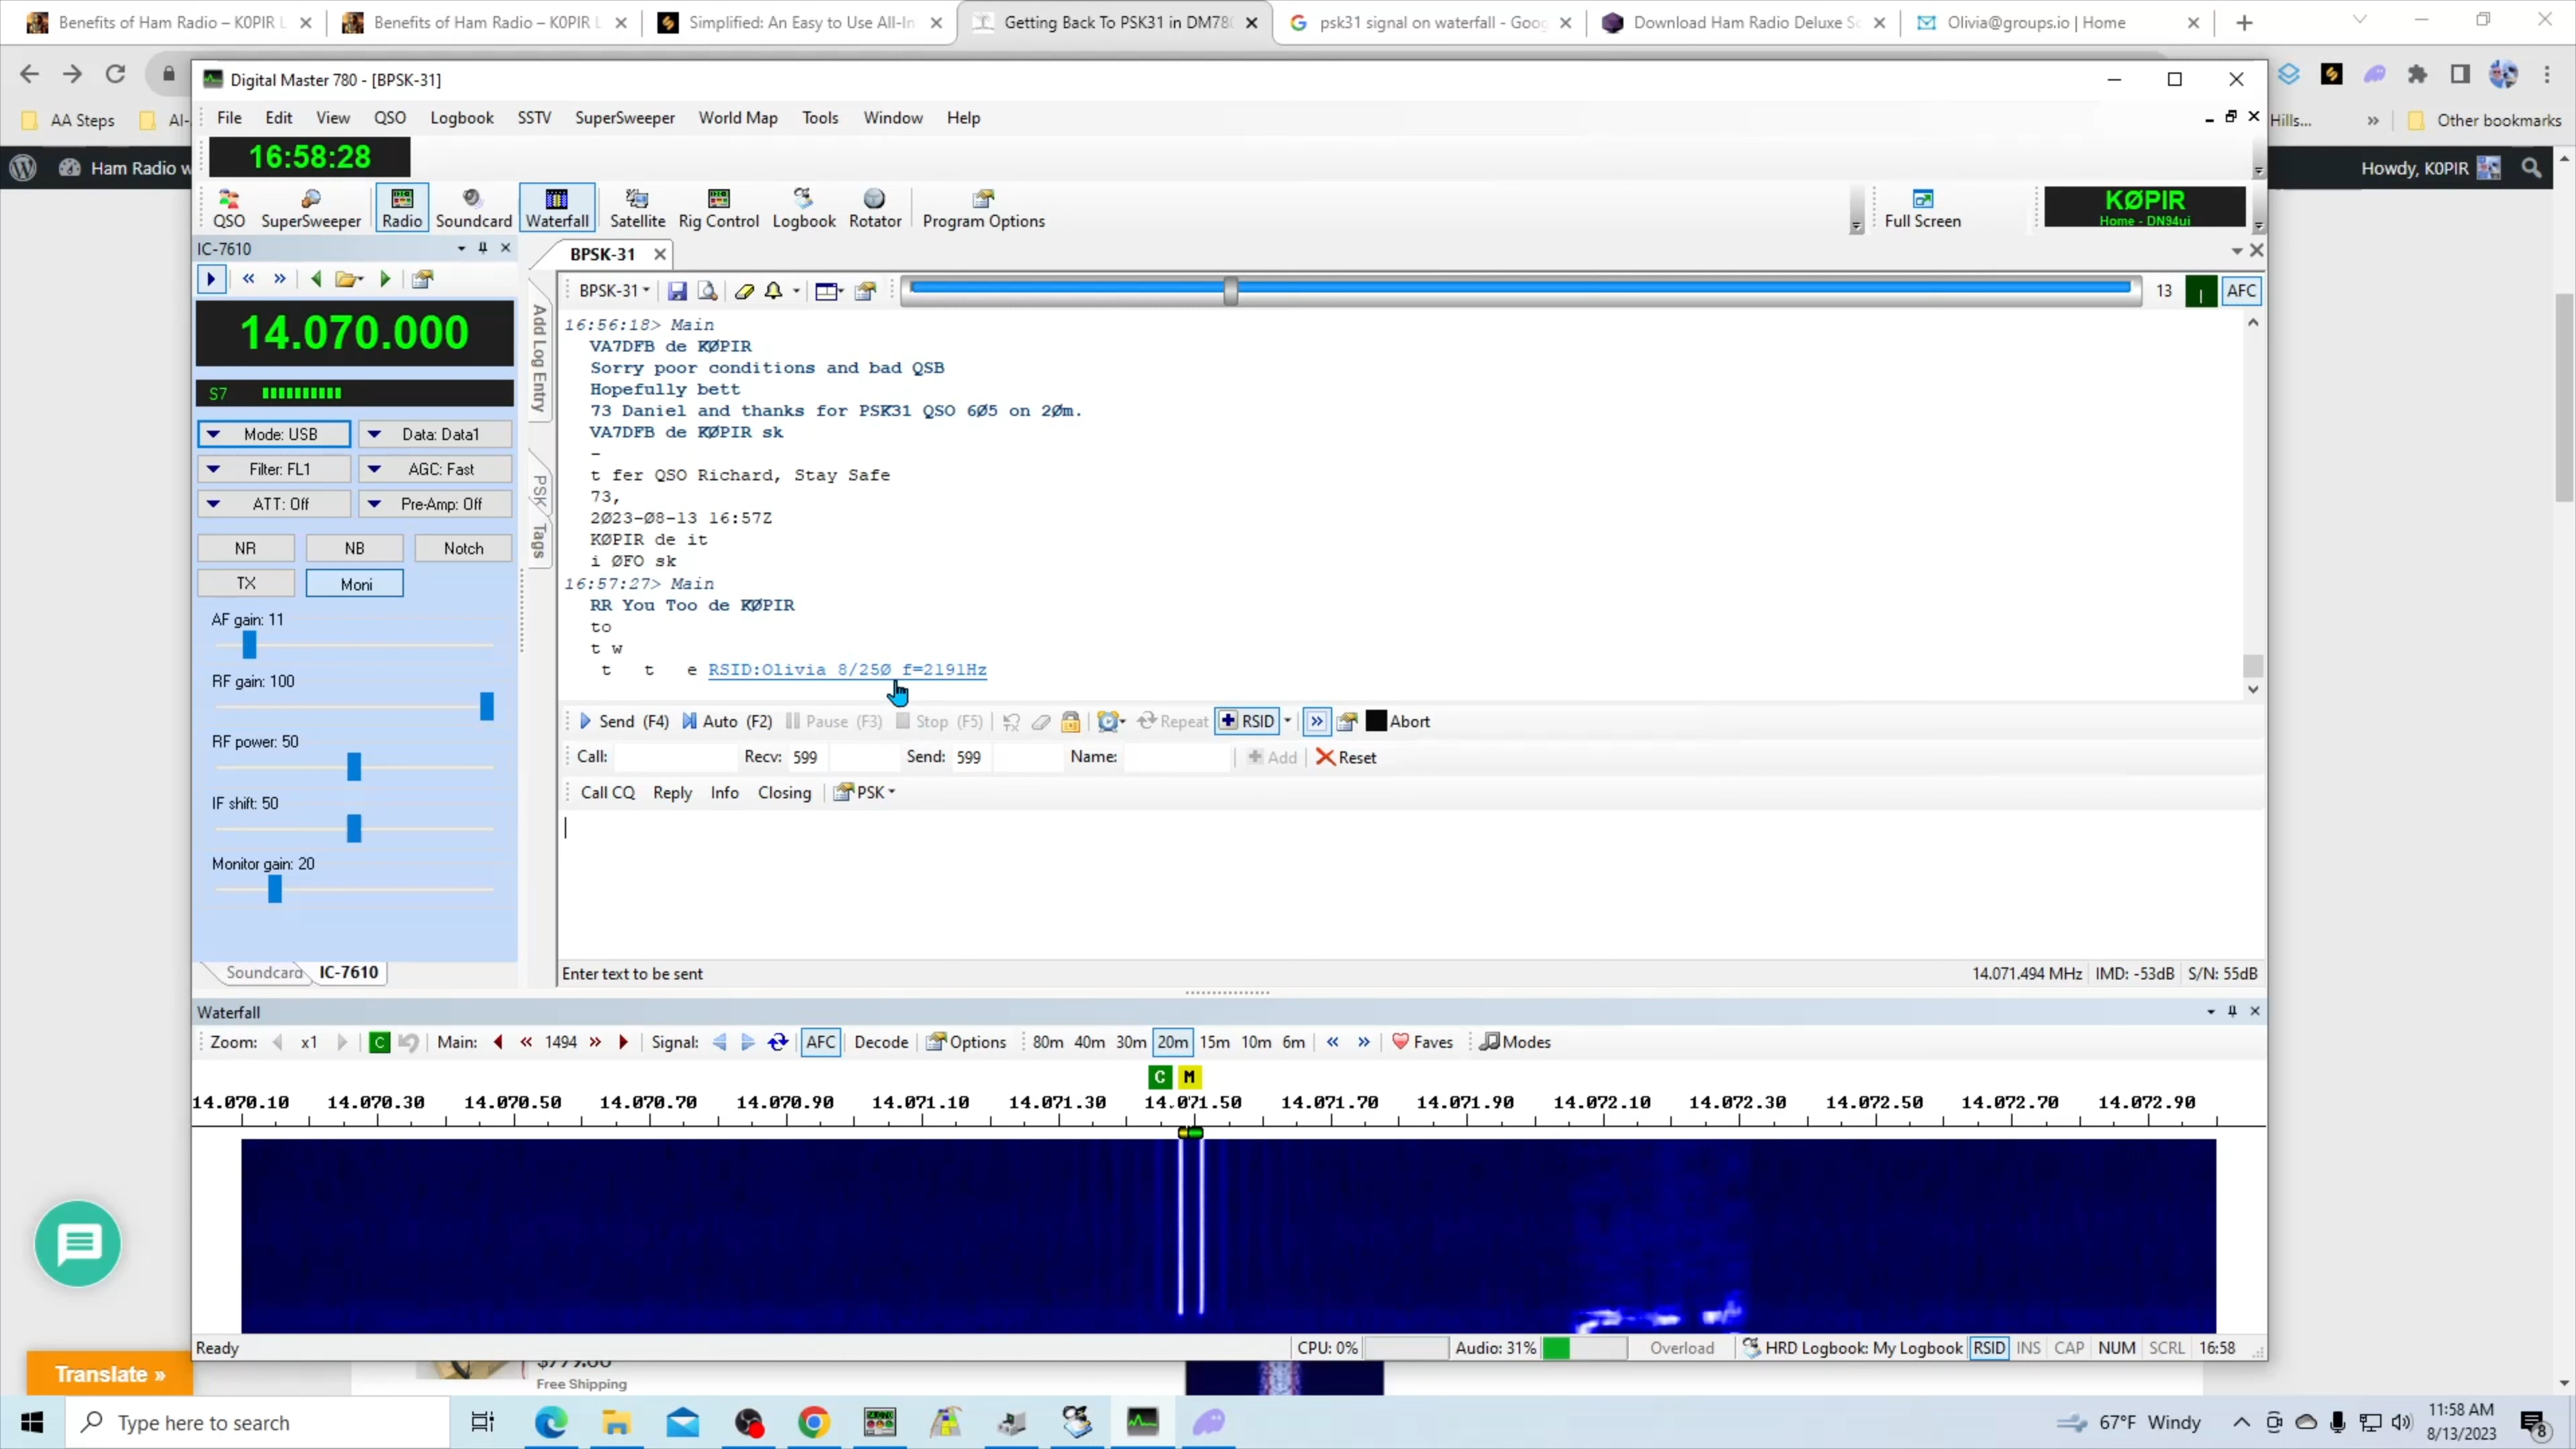 Benefits of Ham Radio – K0PIR L
Benefits of Ham Radio – K0PIR L
Simplified: An Easy to Use All-In
Getting Back To PSK31 in DM780
psk31 signal on waterfall - Goog
Download Ham Radio Deluxe So
Olivia@groups.io | Home
Digital Master 780 - [BPSK-31]
AA Steps
AI-
Hills...
»
Other bookmarks
File Edit View QSO Logbook SSTV SuperSweeper World Map Tools Window Help
16:58:28
Ham Radio w
Howdy, K0PIR
QSO SuperSweeper Radio Soundcard Waterfall Satellite Rig Control Logbook Rotator Program Options Full Screen
KØPIR
Home - DN94ui
IC-7610
BPSK-31
BPSK-31
13
AFC
14.070.000
S7
Mode: USB Data: Data1
Filter: FL1 AGC: Fast
ATT: Off Pre-Amp: Off
NR NB Notch
TX Moni
AF gain: 11
RF gain: 100
RF power: 50
IF shift: 50
Monitor gain: 20
Soundcard IC-7610
Add Log Entry
PSK
Tags
16:56:18> Main
VA7DFB de KØPIR
Sorry poor conditions and bad QSB
Hopefully bett
73 Daniel and thanks for PSK31 QSO 6Ø5 on 2Øm.
VA7DFB de KØPIR sk
–
t fer QSO Richard, Stay Safe
73,
2Ø23-Ø8-13 16:57Z
KØPIR de it
i ØFO sk
16:57:27> Main
RR You Too de KØPIR
to
t w
t t e RSID:Olivia 8/25Ø f=2191Hz
Send (F4) Auto (F2) Pause (F3) Stop (F5) Repeat RSID » Abort
Call: Recv: 599 Send: 599 Name: Add Reset
Call CQ Reply Info Closing PSK
Enter text to be sent
14.071.494 MHz IMD: -53dB S/N: 55dB
Waterfall
Zoom: x1 C Main: « 1494 » Signal: AFC Decode Options 80m 40m 30m 20m 15m 10m 6m « » Faves Modes
C M
14.070.10 14.070.30 14.070.50 14.070.70 14.070.90 14.071.10 14.071.30 14.071.50 14.071.70 14.071.90 14.072.10 14.072.30 14.072.50 14.072.70 14.072.90
Ready
CPU: 0% Audio: 31% Overload HRD Logbook: My Logbook RSID INS CAP NUM SCRL 16:58
Translate »
Free Shipping
Type here to search
67°F Windy
11:58 AM
8/13/2023
8